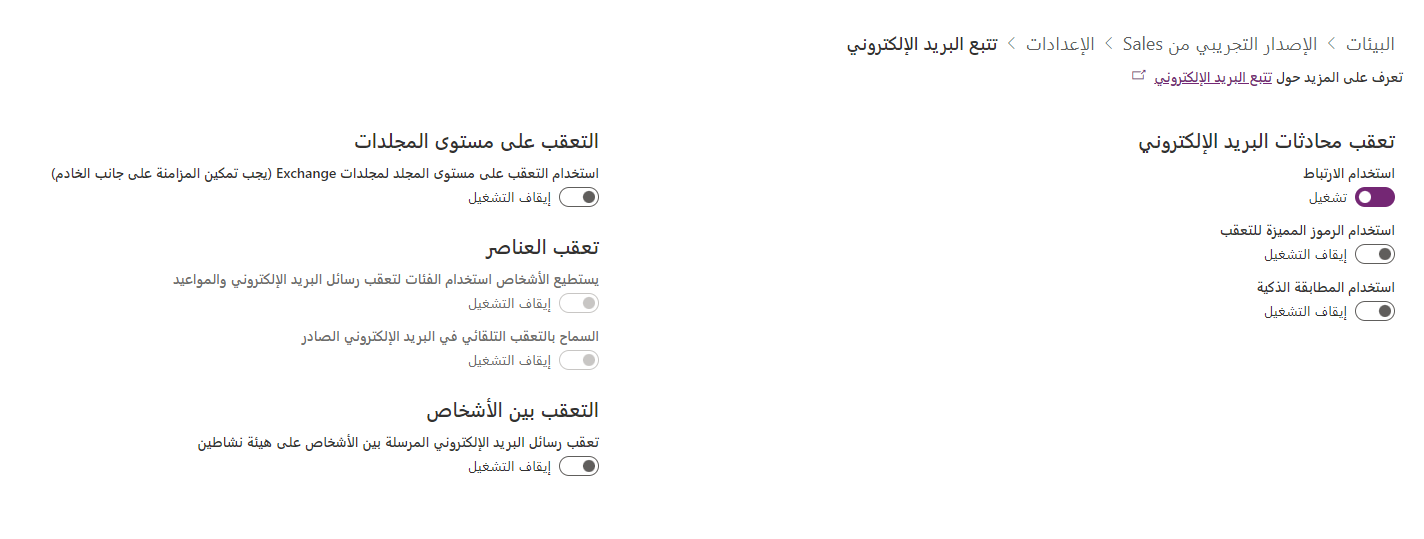 البيئات > الإصدار التجريبي من Sales > الإعدادات > تتبع البريد الإلكتروني
تعرف على المزيد حول تتبع البريد الإلكتروني
تعقب محادثات البريد الإلكتروني
استخدام الارتباط
تشغيل
استخدام الرموز المميزة للتعقب
إيقاف التشغيل
استخدام المطابقة الذكية
إيقاف التشغيل
التعقب على مستوى المجلدات
استخدام التعقب على مستوى المجلد لمجلدات Exchange (يجب تمكين المزامنة على جانب الخادم)
إيقاف التشغيل
تعقب العناصر
يستطيع الأشخاص استخدام الفئات لتعقب رسائل البريد الإلكتروني والمواعيد
إيقاف التشغيل
السماح بالتعقب التلقائي في البريد الإلكتروني الصادر
إيقاف التشغيل
التعقب بين الأشخاص
تعقب رسائل البريد الإلكتروني المرسلة بين الأشخاص على هيئة نشاطين
إيقاف التشغيل